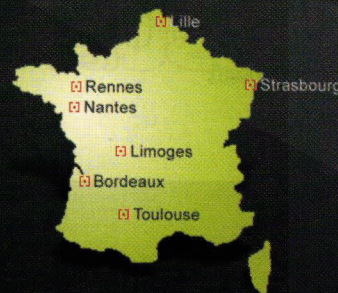 Lille
Strasbourg
Rennes
Nantes
Limoges
Bordeaux
Toulouse